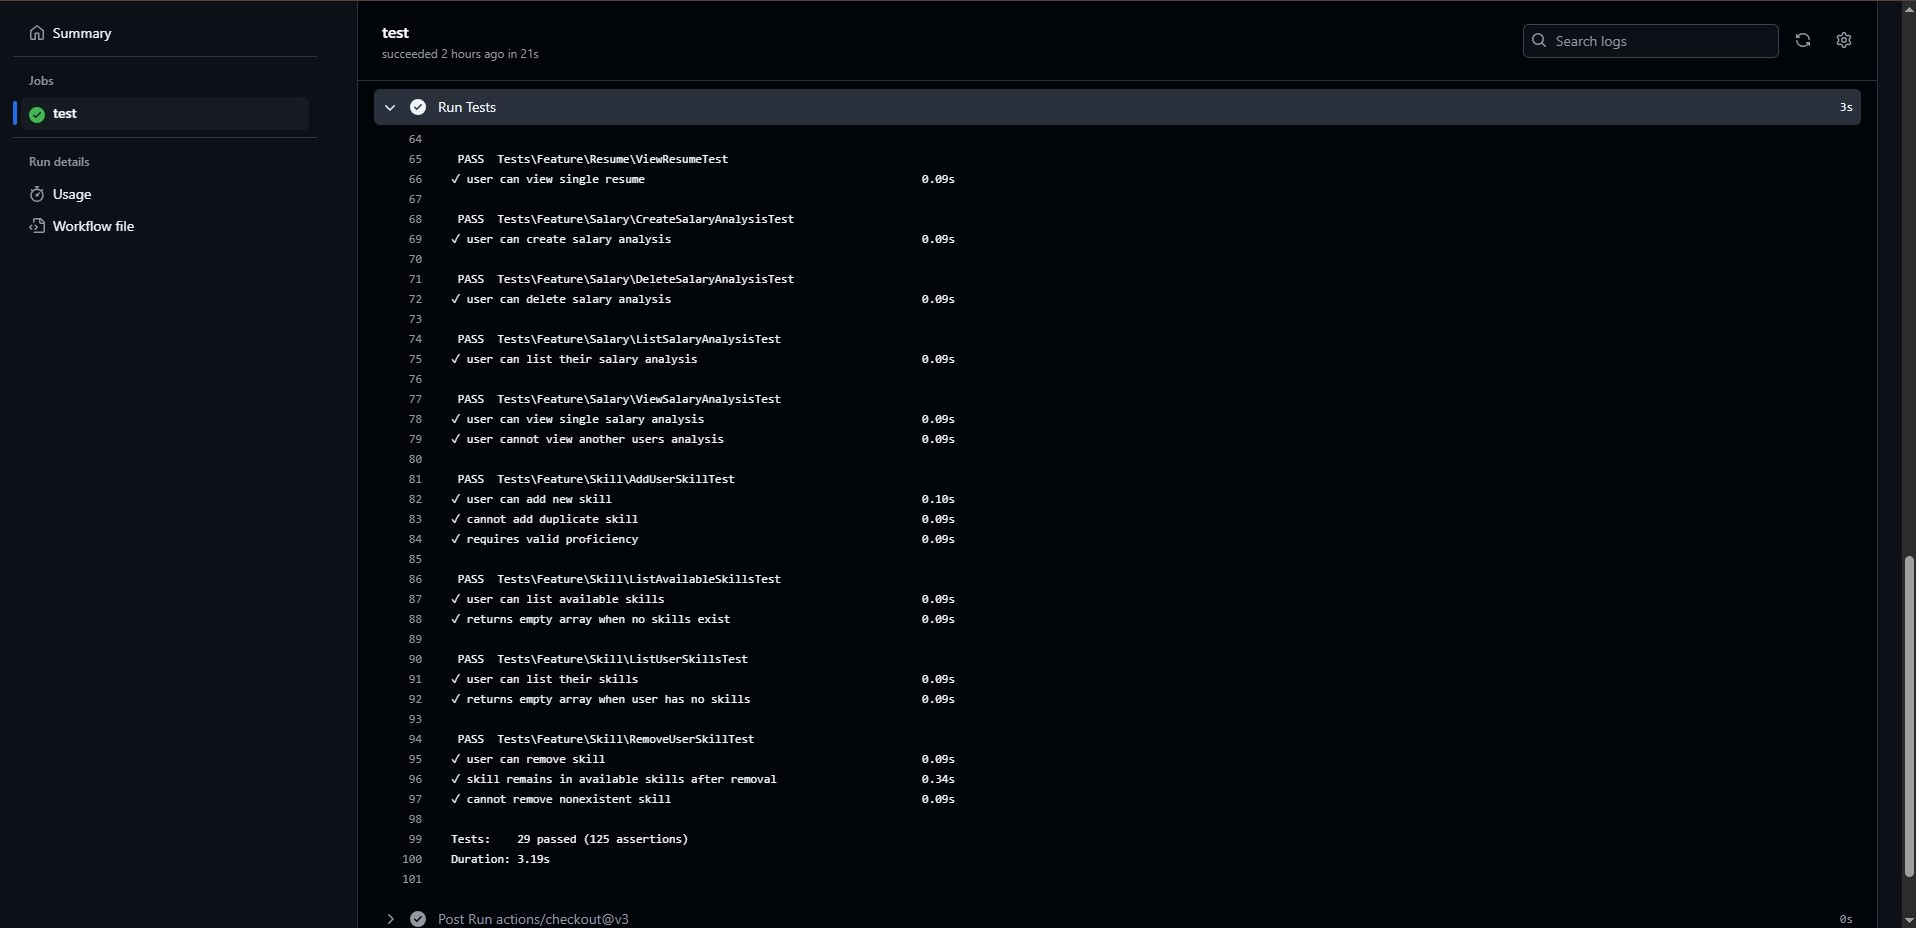 Summary
Jobs
test
Run details
Usage
Workflow file
test
succeeded 2 hours ago in 21s
Search logs
Run Tests 3s
64
65 PASS Tests\Feature\Resume\ViewResumeTest
66 ✓ user can view single resume 0.09s
67
68 PASS Tests\Feature\Salary\CreateSalaryAnalysisTest
69 ✓ user can create salary analysis 0.09s
70
71 PASS Tests\Feature\Salary\DeleteSalaryAnalysisTest
72 ✓ user can delete salary analysis 0.09s
73
74 PASS Tests\Feature\Salary\ListSalaryAnalysisTest
75 ✓ user can list their salary analysis 0.09s
76
77 PASS Tests\Feature\Salary\ViewSalaryAnalysisTest
78 ✓ user can view single salary analysis 0.09s
79 ✓ user cannot view another users analysis 0.09s
80
81 PASS Tests\Feature\Skill\AddUserSkillTest
82 ✓ user can add new skill 0.10s
83 ✓ cannot add duplicate skill 0.09s
84 ✓ requires valid proficiency 0.09s
85
86 PASS Tests\Feature\Skill\ListAvailableSkillsTest
87 ✓ user can list available skills 0.09s
88 ✓ returns empty array when no skills exist 0.09s
89
90 PASS Tests\Feature\Skill\ListUserSkillsTest
91 ✓ user can list their skills 0.09s
92 ✓ returns empty array when user has no skills 0.09s
93
94 PASS Tests\Feature\Skill\RemoveUserSkillTest
95 ✓ user can remove skill 0.09s
96 ✓ skill remains in available skills after removal 0.34s
97 ✓ cannot remove nonexistent skill 0.09s
98
99 Tests: 29 passed (125 assertions)
100 Duration: 3.19s
101
Post Run actions/checkout@v3 0s